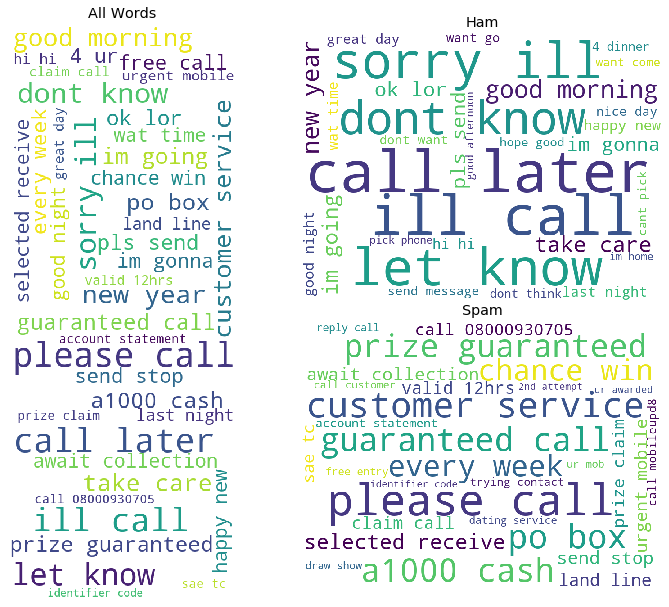 All Words
good morning
hi hi
4 ur
free call
claim call
urgent mobile
dont know
selected receive
every week
great day
good night
sorry ill
ok lor
wat time
im going
chance win
customer service
po box
land line
pls send
im gonna
valid 12hrs
new year
guaranteed call
account statement
please call
send stop
a1000 cash
prize claim
last night
call later
await collection
take care
call 08000930705
ill call
happy new
prize guaranteed
let know
sae tc
identifier code
Ham
great day
want go
new year
sorry ill
4 dinner
want come
wat time
ok lor
good morning
dont know
pls send
good afternoon
nice day
happy new
dont want
hope good
im gonna
call later
good night
im going
ill call
cant pick
pick phone
hi hi
take care
let know
im home
send message
dont think
last night
Spam
reply call
call 08000930705
prize guaranteed
await collection
chance win
call customer
valid 12hrs
2nd attempt
ur awarded
customer service
account statement
guaranteed call
sae tc
every week
ur mob
free entry
identifier code
trying contact
prize claim
urgent mobile
call mobilecupd8
please call
claim call
dating service
selected receive
po box
send stop
draw show
a1000 cash
land line